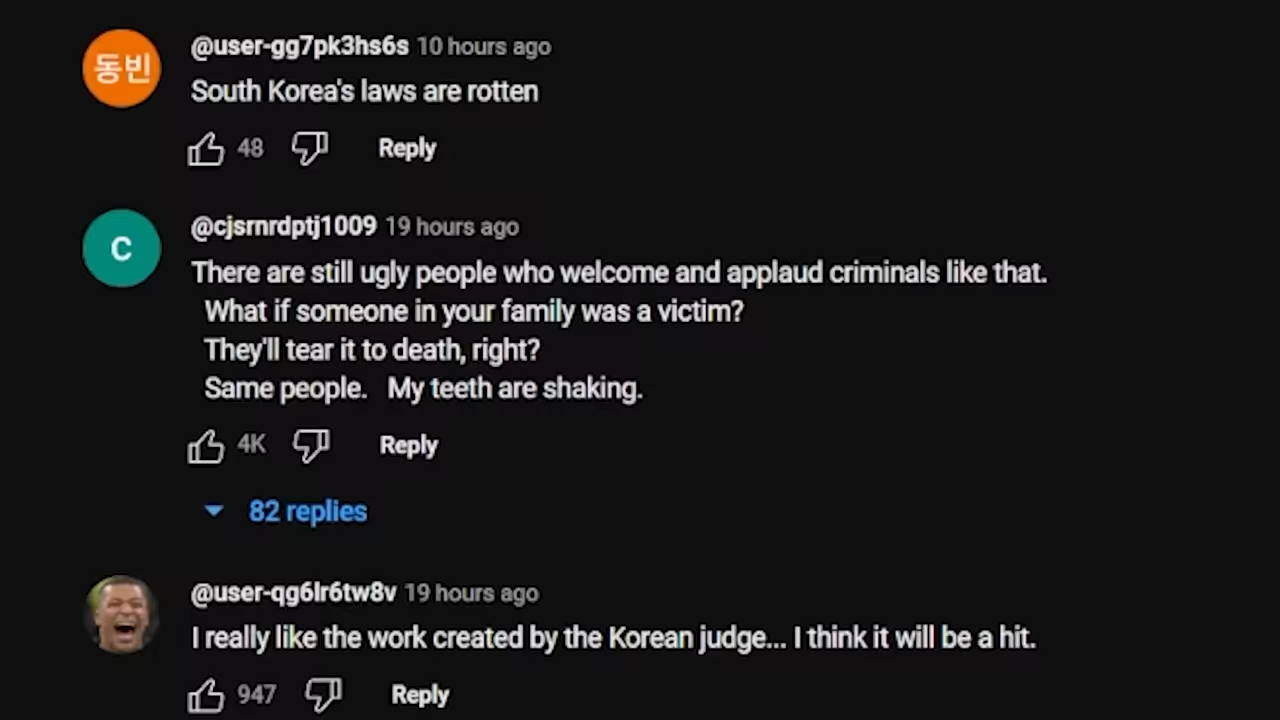 동빈
@user-gg7pk3hs6s 10 hours ago
South Korea's laws are rotten
48 Reply
C
@cjsrnrdptj1009 19 hours ago
There are still ugly people who welcome and applaud criminals like that.
What if someone in your family was a victim?
They'll tear it to death, right?
Same people. My teeth are shaking.
4K Reply
82 replies
@user-qg6lr6tw8v 19 hours ago
I really like the work created by the Korean judge... I think it will be a hit.
947 Reply